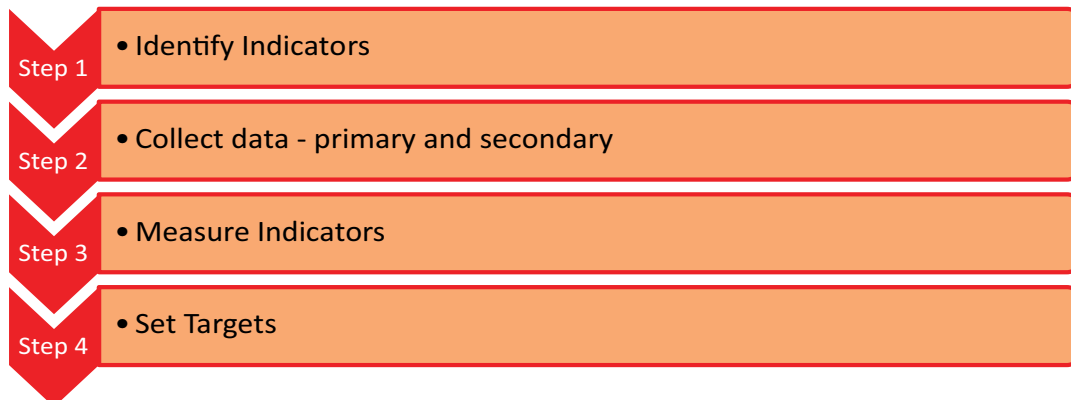 Step 1
• Identify Indicators
Step 2
• Collect data - primary and secondary
Step 3
• Measure Indicators
Step 4
• Set Targets